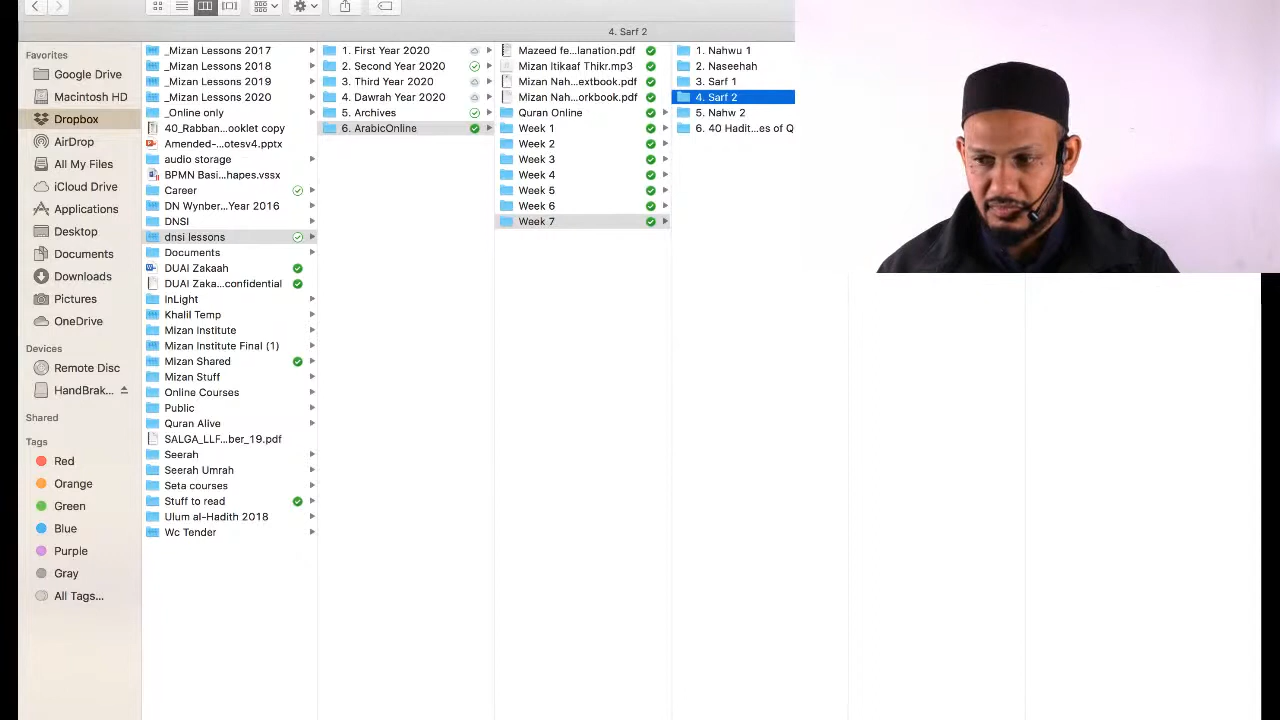 4. Sarf 2
Favorites
Google Drive
Macintosh HD
Dropbox
AirDrop
All My Files
iCloud Drive
Applications
Desktop
Documents
Downloads
Pictures
OneDrive
Devices
Remote Disc
HandBrak...
Shared
Tags
Red
Orange
Green
Blue
Purple
Gray
All Tags...
_Mizan Lessons 2017
_Mizan Lessons 2018
_Mizan Lessons 2019
_Mizan Lessons 2020
_Online only
40_Rabban...ooklet copy
Amended-...otesv4.pptx
audio storage
BPMN Basi...hapes.vssx
Career
DN Wynber...Year 2016
DNSI
dnsi lessons
Documents
DUAI Zakaah
DUAI Zaka...confidential
InLight
Khalil Temp
Mizan Institute
Mizan Institute Final (1)
Mizan Shared
Mizan Stuff
Online Courses
Public
Quran Alive
SALGA_LLF...ber_19.pdf
Seerah
Seerah Umrah
Seta courses
Stuff to read
Ulum al-Hadith 2018
Wc Tender
1. First Year 2020
2. Second Year 2020
3. Third Year 2020
4. Dawrah Year 2020
5. Archives
6. ArabicOnline
Mazeed fe...lanation.pdf
Mizan Itikaaf Thikr.mp3
Mizan Nah...extbook.pdf
Mizan Nah...orkbook.pdf
Quran Online
Week 1
Week 2
Week 3
Week 4
Week 5
Week 6
Week 7
1. Nahwu 1
2. Naseehah
3. Sarf 1
4. Sarf 2
5. Nahw 2
6. 40 Hadit...es of Q